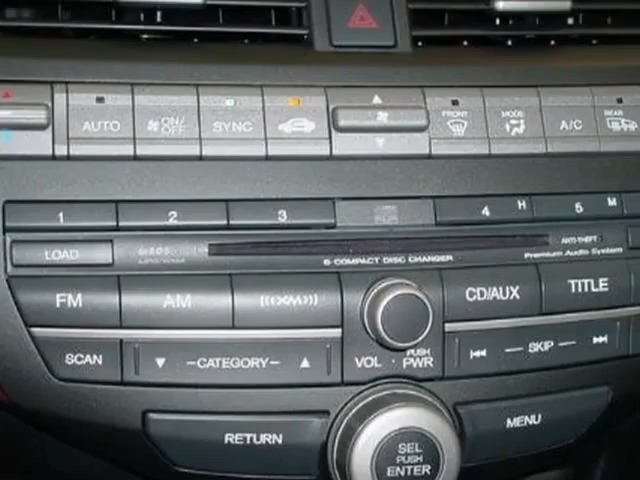 AUTO ON/OFF SYNC FRONT MODE A/C REAR
1 2 3 4 H 5 M
LOAD ANTI-THEFT
6-COMPACT DISC CHANGER Premium Audio System
FM AM ((((XM)))) CD/AUX TITLE
SCAN ▼ -CATEGORY- ▲ VOL · PUSH PWR |◀◀ — SKIP — ▶▶|
RETURN MENU
SEL
PUSH
ENTER